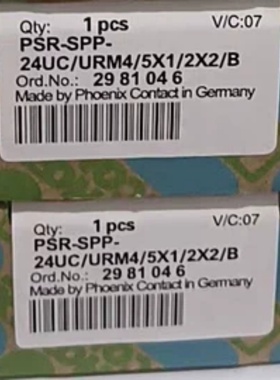 Qty: 1 pcs V/C:07
PSR-SPP-
24UC/URM4/5X1/2X2/B
Ord.No.: 29 81 04 6
Made by Phoenix Contact in Germany
Qty: 1 pcs V/C:07
PSR-SPP-
24UC/URM4/5X1/2X2/B
Ord.No.: 29 81 04 6
Made by Phoenix Contact in Germany